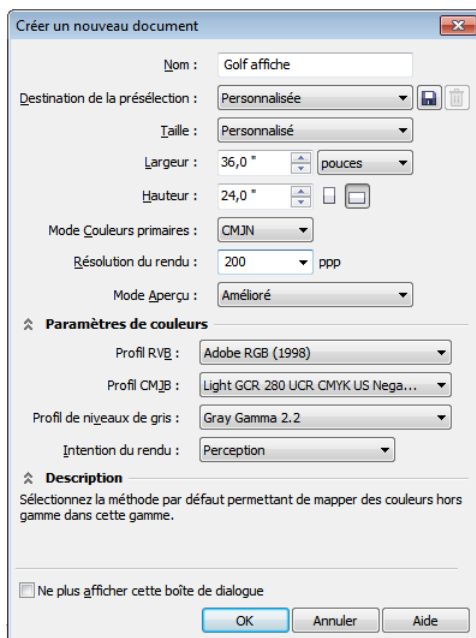 Créer un nouveau document
Nom : Golf affiche
Destination de la présélection : Personnalisée
Taille : Personnalisé
Largeur : 36,0 " pouces
Hauteur : 24,0 "
Mode Couleurs primaires : CMJN
Résolution du rendu : 200 ppp
Mode Aperçu : Amélioré
Paramètres de couleurs
Profil RVB : Adobe RGB (1998)
Profil CMJB : Light GCR 280 UCR CMYK US Nega...
Profil de niveaux de gris : Gray Gamma 2.2
Intention du rendu : Perception
Description
Sélectionnez la méthode par défaut permettant de mapper des couleurs hors
gamme dans cette gamme.
Ne plus afficher cette boîte de dialogue
OK Annuler Aide